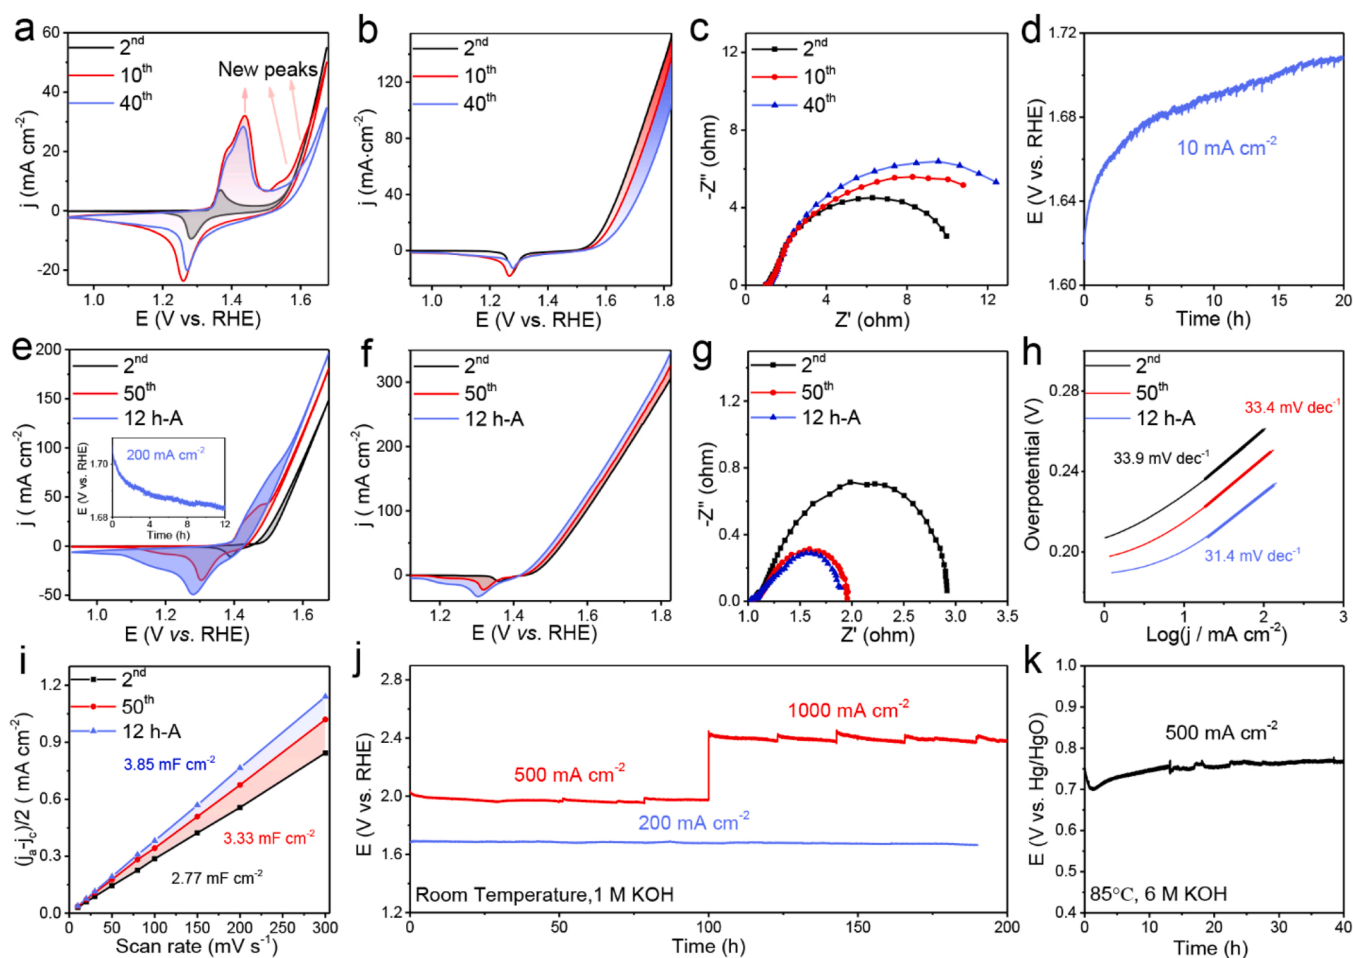 a
60
40
20
0
-20
j (mA cm⁻²)
2ⁿᵈ
10ᵗʰ
40ᵗʰ
New peaks
1.0
1.2
1.4
1.6
E (V vs. RHE)
b
150
120
80
40
0
j (mA·cm⁻²)
2ⁿᵈ
10ᵗʰ
40ᵗʰ
1.0
1.2
1.4
1.6
1.8
E (V vs. RHE)
c
-12
-8
-4
0
-Z" (ohm)
2ⁿᵈ
10ᵗʰ
40ᵗʰ
0
4
8
12
Z' (ohm)
d
1.72
1.68
1.64
1.60
E (V vs. RHE)
10 mA cm⁻²
0
5
10
15
20
Time (h)
e
200
150
100
50
0
-50
j (mA cm⁻²)
2ⁿᵈ
50ᵗʰ
12 h-A
E (V vs. RHE)
1.70
1.68
200 mA cm⁻²
0
4
8
12
Time (h)
1.0
1.2
1.4
1.6
E (V vs. RHE)
f
300
200
100
0
j ( mA cm⁻²)
2ⁿᵈ
50ᵗʰ
12 h-A
1.2
1.4
1.6
1.8
E (V vs. RHE)
g
-1.4
-1.0
-0.6
-0.4
0.0
-Z" (ohm)
2ⁿᵈ
50ᵗʰ
12 h-A
1.0
1.5
2.0
2.5
3.0
3.5
Z' (ohm)
h
0.28
0.24
0.20
Overpotential (V)
2ⁿᵈ
50ᵗʰ
12 h-A
33.4 mV dec⁻¹
33.9 mV dec⁻¹
31.4 mV dec⁻¹
0
1
2
3
Log(j / mA cm⁻²)
i
1.2
0.9
0.6
0.3
0.0
(jₐ-j꜀)/2 ( mA cm⁻²)
2ⁿᵈ
50ᵗʰ
12 h-A
3.85 mF cm⁻²
3.33 mF cm⁻²
2.77 mF cm⁻²
0
50
100
150
200
250
300
Scan rate (mV s⁻¹)
j
2.8
2.4
2.0
1.6
1.2
E (V vs. RHE)
1000 mA cm⁻²
500 mA cm⁻²
200 mA cm⁻²
Room Temperature,1 M KOH
0
50
100
150
200
Time (h)
k
1.0
0.9
0.8
0.7
0.6
0.5
0.4
E (V vs. Hg/HgO)
500 mA cm⁻²
85°C, 6 M KOH
0
10
20
30
40
Time (h)